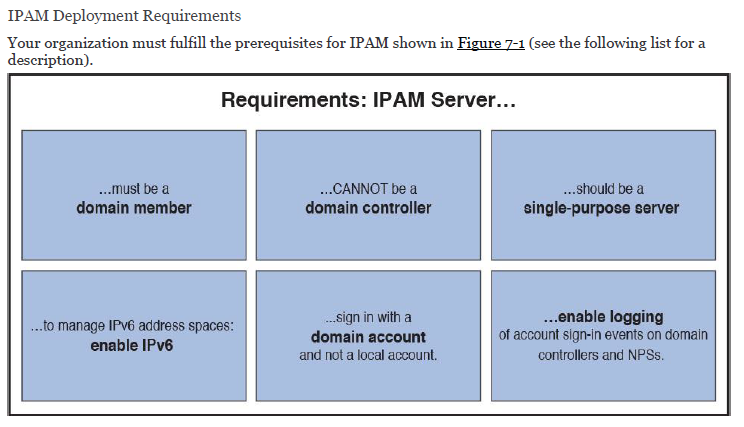 IPAM Deployment Requirements
Your organization must fulfill the prerequisites for IPAM shown in Figure 7-1 (see the following list for a
description).
Requirements: IPAM Server…
…must be a
domain member
…CANNOT be a
domain controller
…should be a
single-purpose server
…to manage IPv6 address spaces:
enable IPv6
…sign in with a
domain account
and not a local account.
…enable logging
of account sign-in events on domain
controllers and NPSs.